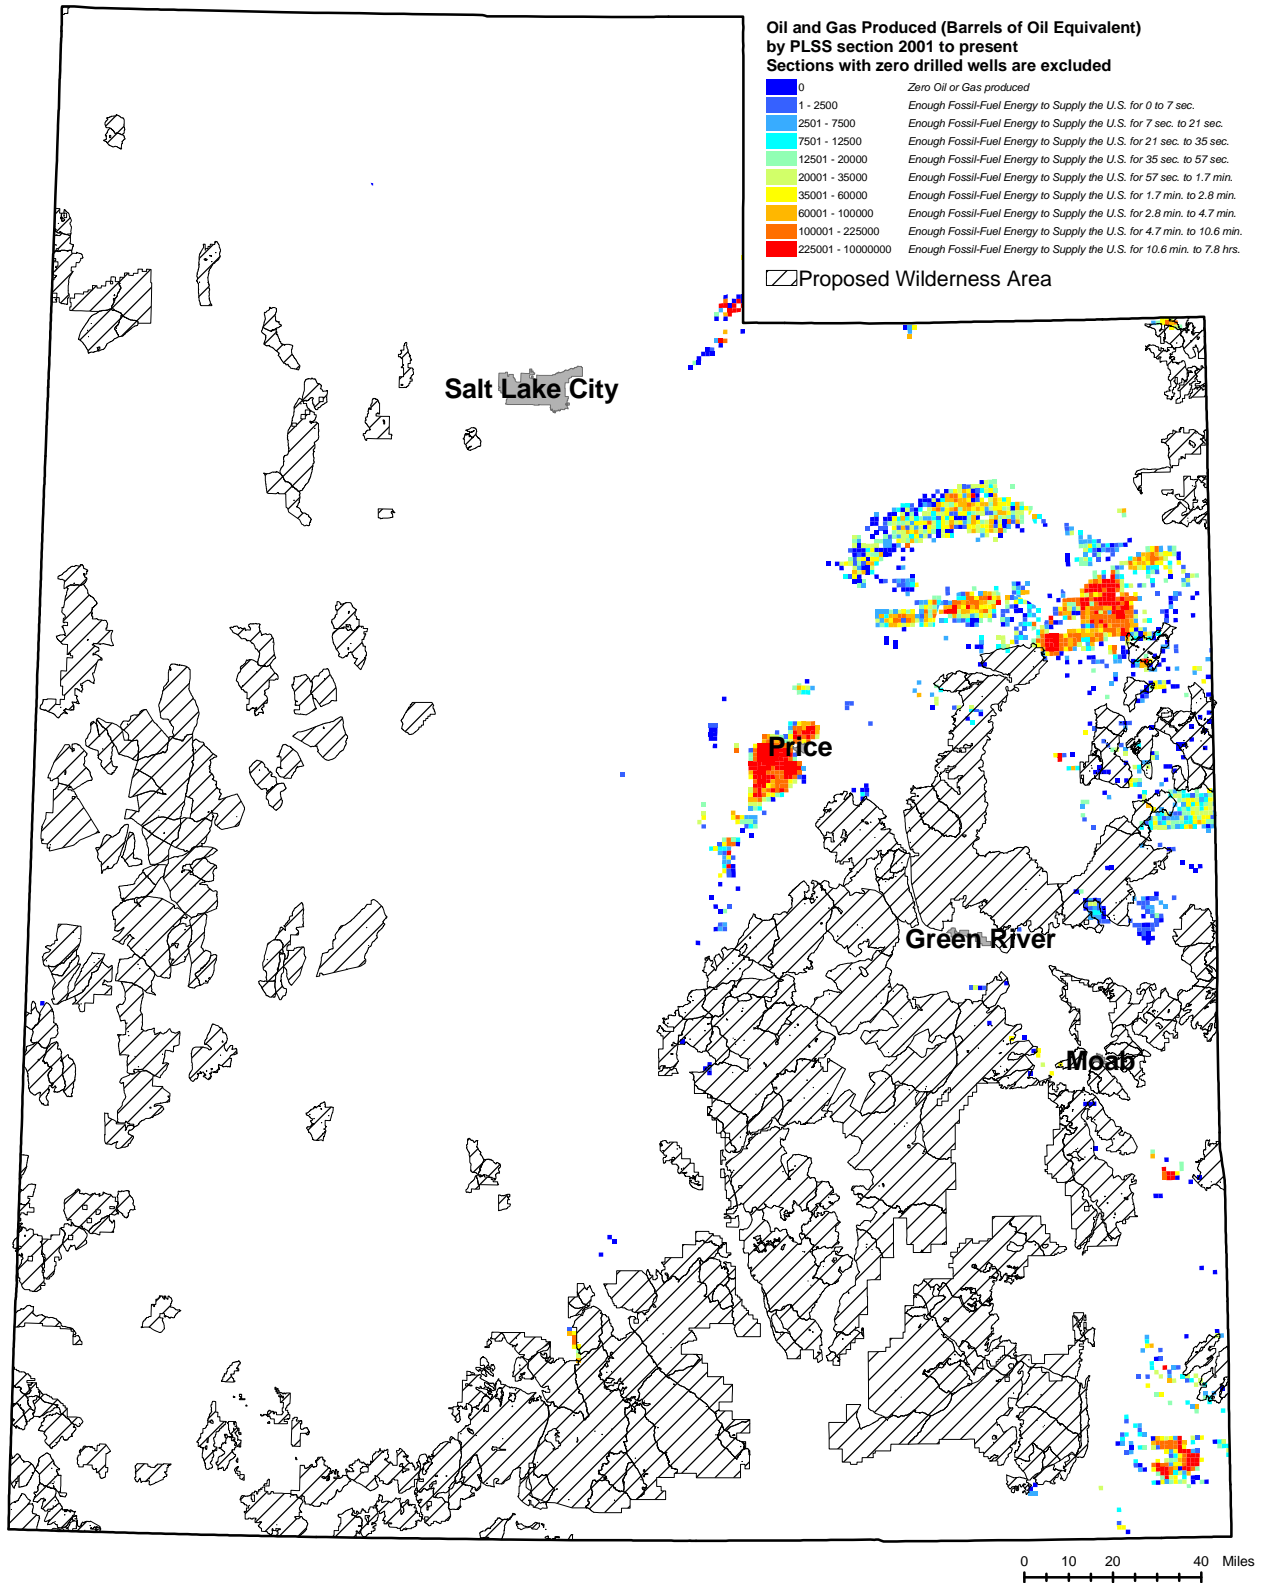 Oil and Gas Produced (Barrels of Oil Equivalent)
by PLSS section 2001 to present
Sections with zero drilled wells are excluded
0 Zero Oil or Gas produced
1 - 2500 Enough Fossil-Fuel Energy to Supply the U.S. for 0 to 7 sec.
2501 - 7500 Enough Fossil-Fuel Energy to Supply the U.S. for 7 sec. to 21 sec.
7501 - 12500 Enough Fossil-Fuel Energy to Supply the U.S. for 21 sec. to 35 sec.
12501 - 20000 Enough Fossil-Fuel Energy to Supply the U.S. for 35 sec. to 57 sec.
20001 - 35000 Enough Fossil-Fuel Energy to Supply the U.S. for 57 sec. to 1.7 min.
35001 - 60000 Enough Fossil-Fuel Energy to Supply the U.S. for 1.7 min. to 2.8 min.
60001 - 100000 Enough Fossil-Fuel Energy to Supply the U.S. for 2.8 min. to 4.7 min.
100001 - 225000 Enough Fossil-Fuel Energy to Supply the U.S. for 4.7 min. to 10.6 min.
225001 - 10000000 Enough Fossil-Fuel Energy to Supply the U.S. for 10.6 min. to 7.8 hrs.
Proposed Wilderness Area
Salt Lake City
Price
Green River
Moab
0 10 20 40 Miles